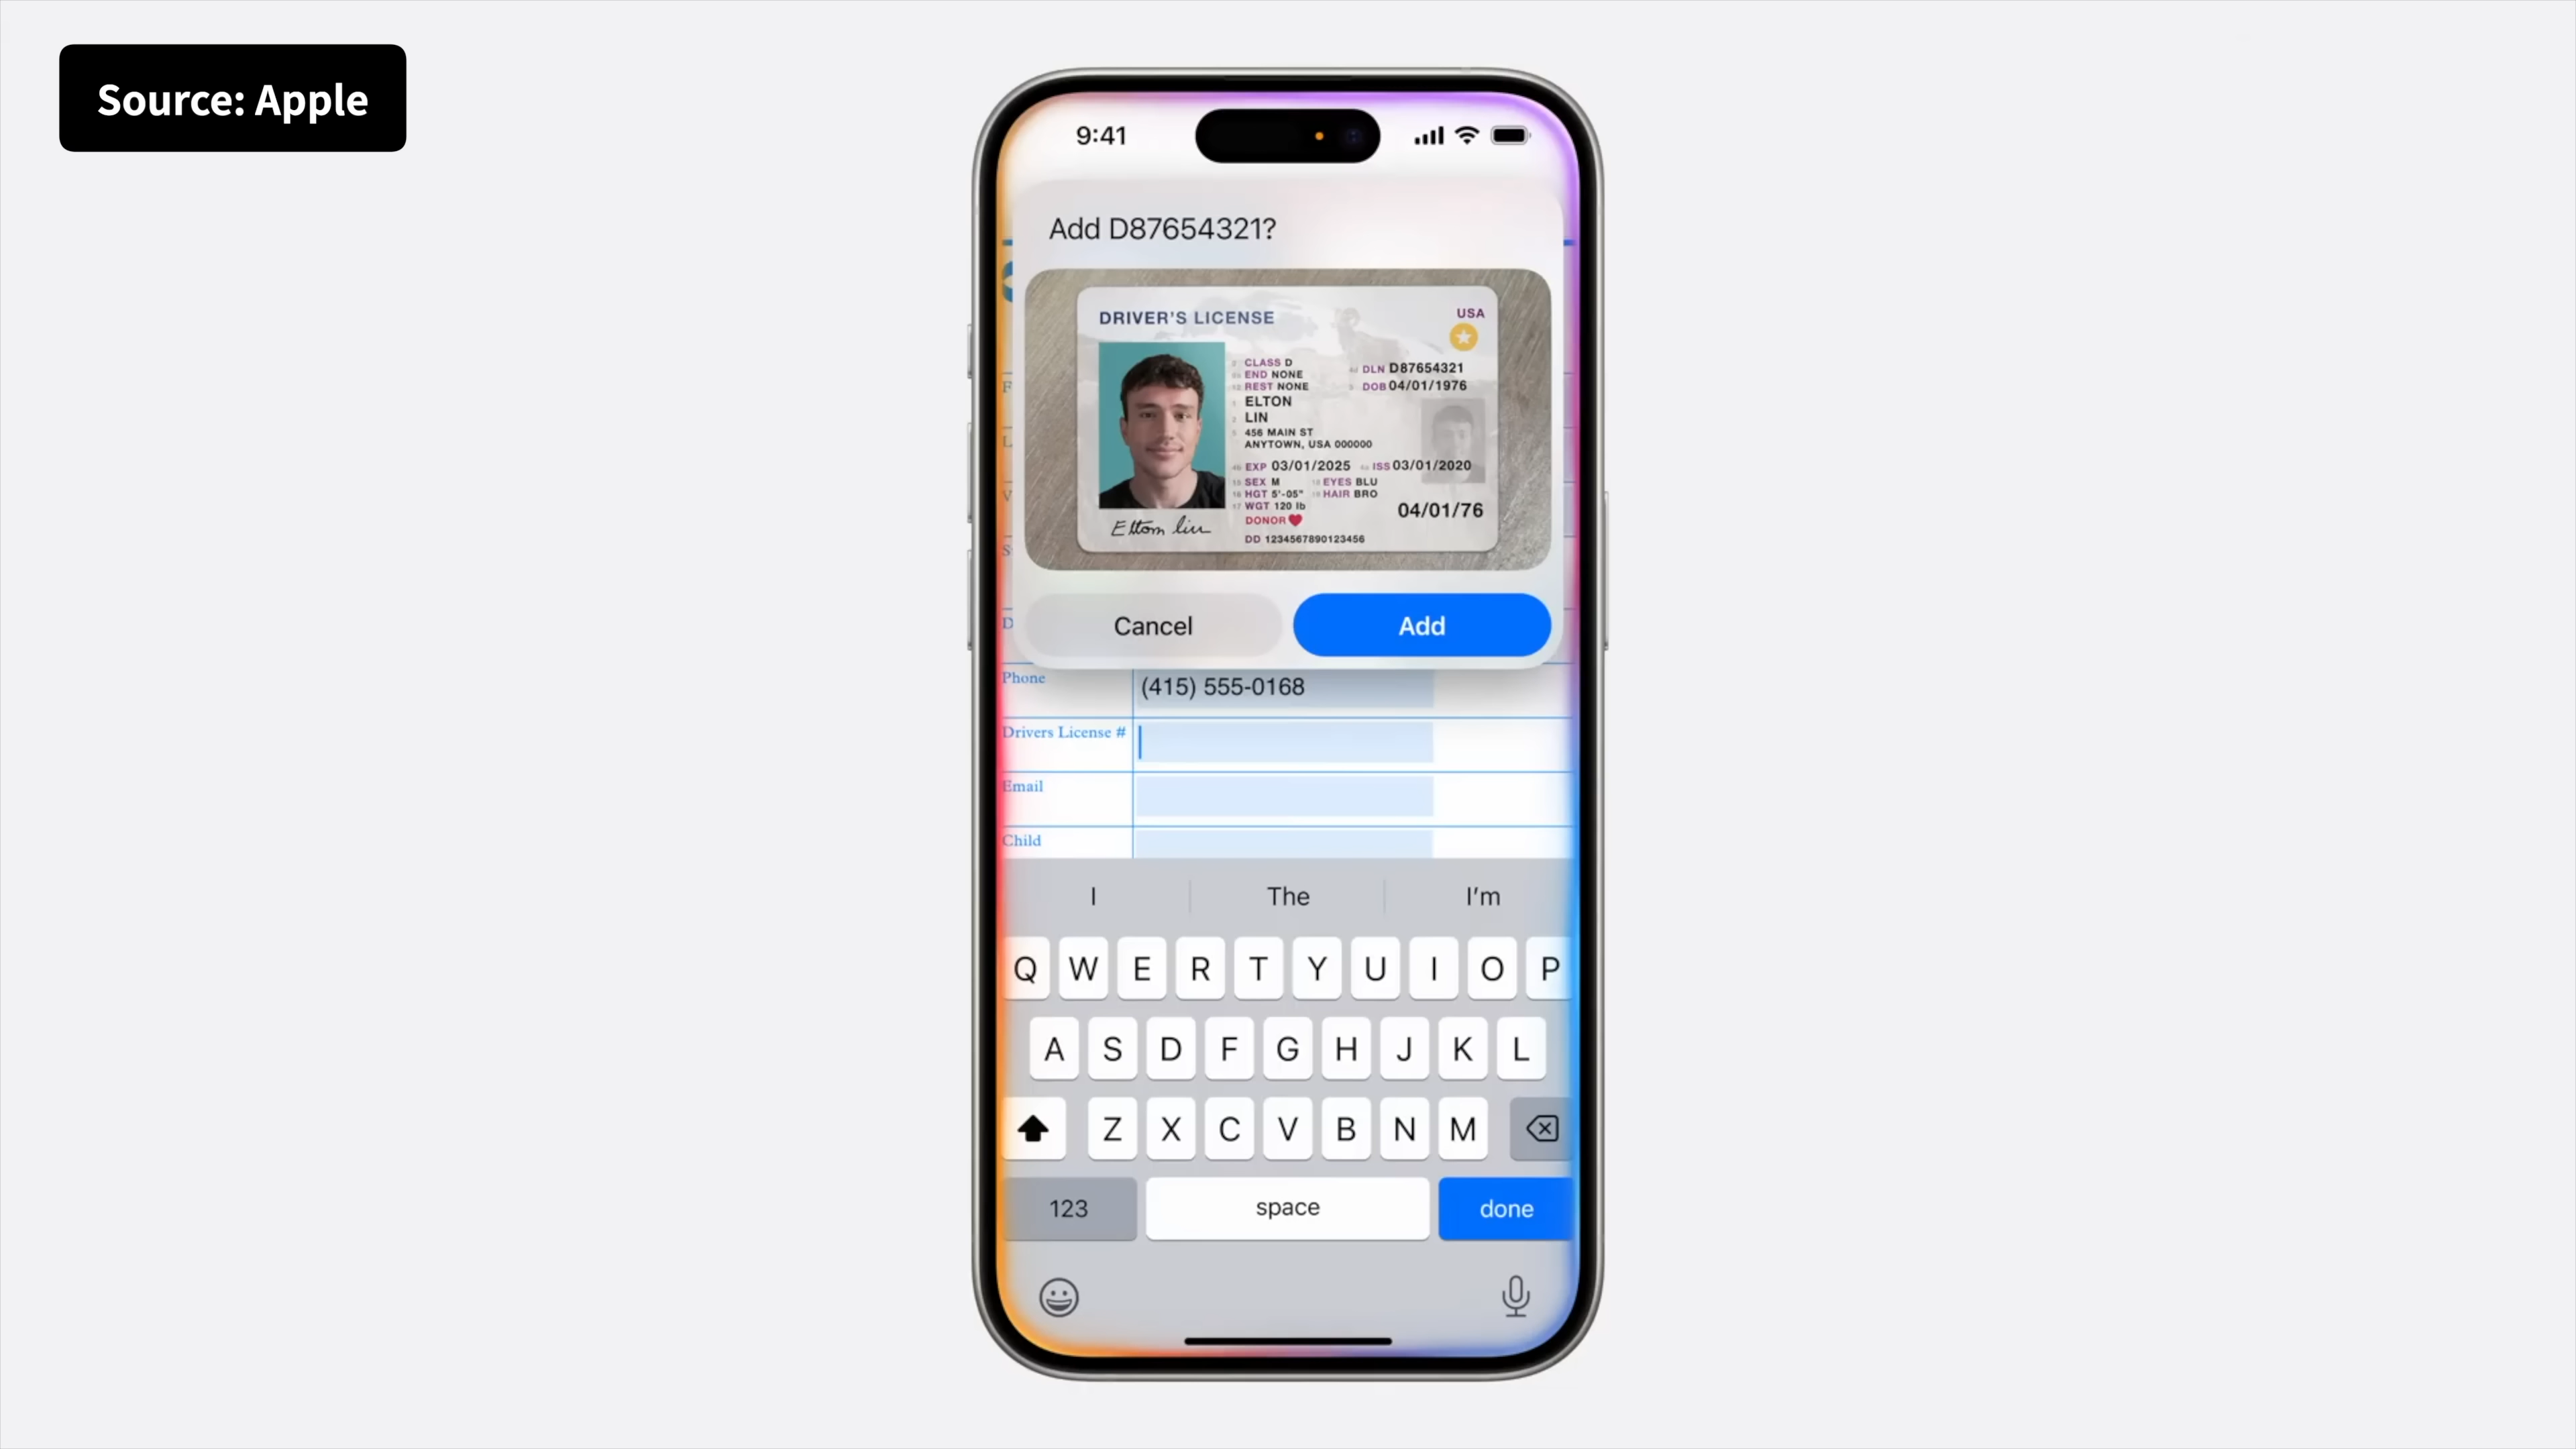 Source: Apple
9:41
Add D87654321?
DRIVER'S LICENSE
USA
CLASS D
END NONE
REST NONE
DLN D87654321
DOB 04/01/1976
ELTON
LIN
456 MAIN ST
ANYTOWN, USA 000000
EXP 03/01/2025
ISS 03/01/2020
SEX M
EYES BLU
HGT 5'-05"
HAIR BRO
WGT 120 lb
04/01/76
DONOR
Elton lin
DD 1234567890123456
Cancel
Add
F
L
V
S
D
Phone
(415) 555-0168
Drivers License #
Email
Child
I
The
I'm
Q W E R T Y U I O P
A S D F G H J K L
Z X C V B N M
123
space
done